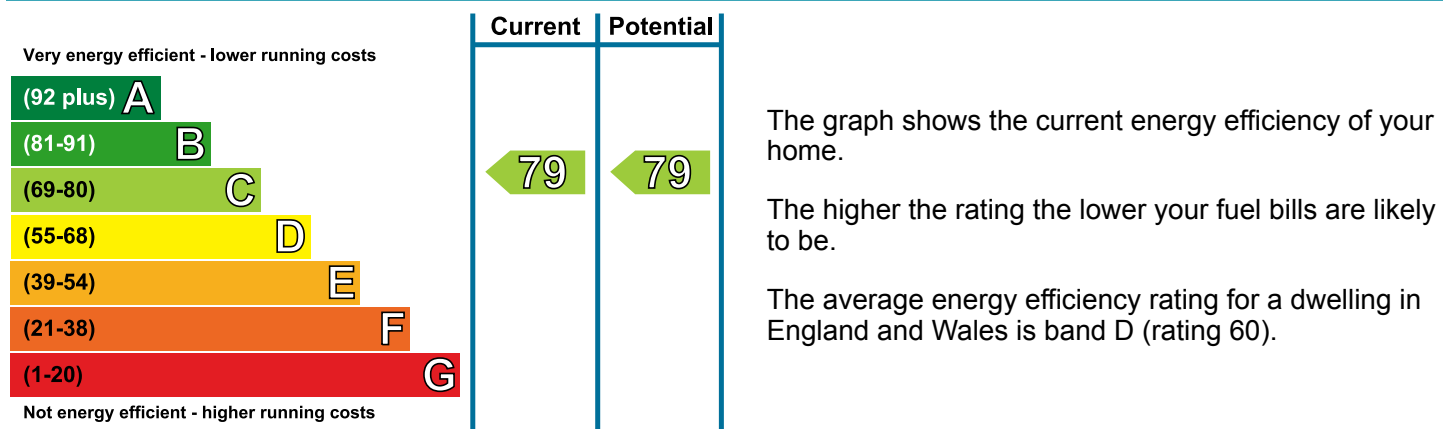 Current Potential
Very energy efficient - lower running costs
(92 plus) A
(81-91) B
(69-80) C
(55-68) D
(39-54) E
(21-38) F
(1-20) G
Not energy efficient - higher running costs
79 79
The graph shows the current energy efficiency of your
home.
The higher the rating the lower your fuel bills are likely
to be.
The average energy efficiency rating for a dwelling in
England and Wales is band D (rating 60).